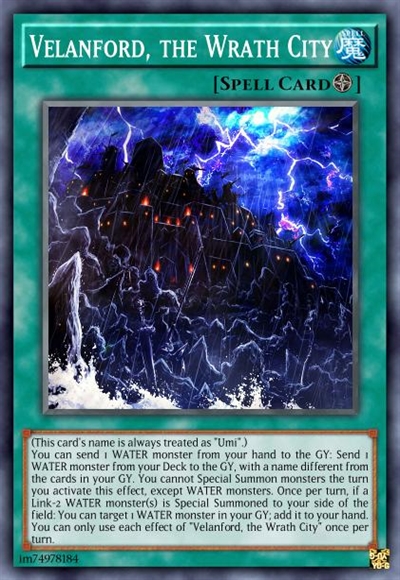 VELANFORD, THE WRATH CITY
SPELL
魔
[SPELL CARD]
(This card's name is always treated as "Umi".)
You can send 1 WATER monster from your hand to the GY: Send 1
WATER monster from your Deck to the GY, with a name different from
the cards in your GY. You cannot Special Summon monsters the turn
you activate this effect, except WATER monsters. Once per turn, if a
Link-2 WATER monster(s) is Special Summoned to your side of the
field: You can target 1 WATER monster in your GY; add it to your hand.
You can only use each effect of "Velanford, the Wrath City" once per
turn.
im74978184